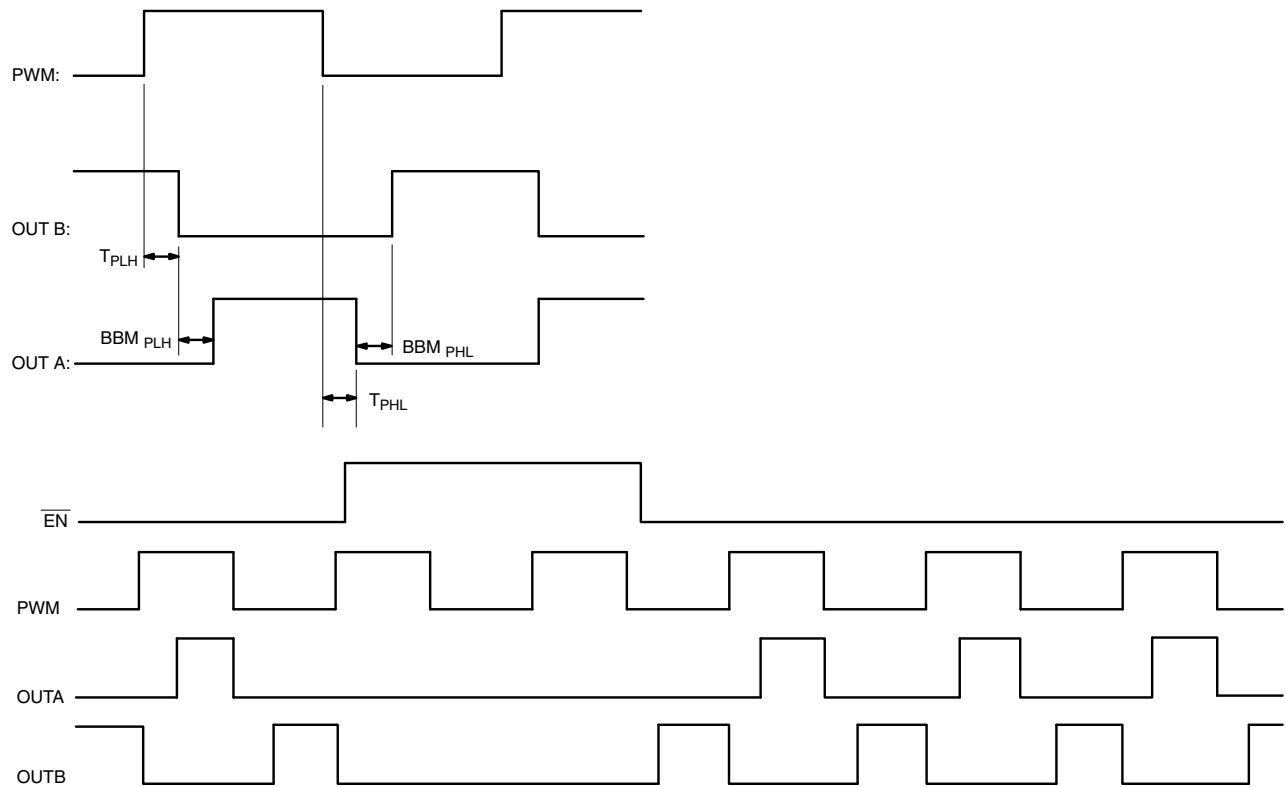 PWM:
OUT B:
TPLH
BBM PLH
OUT A:
BBM PHL
TPHL
EN
PWM
OUTA
OUTB